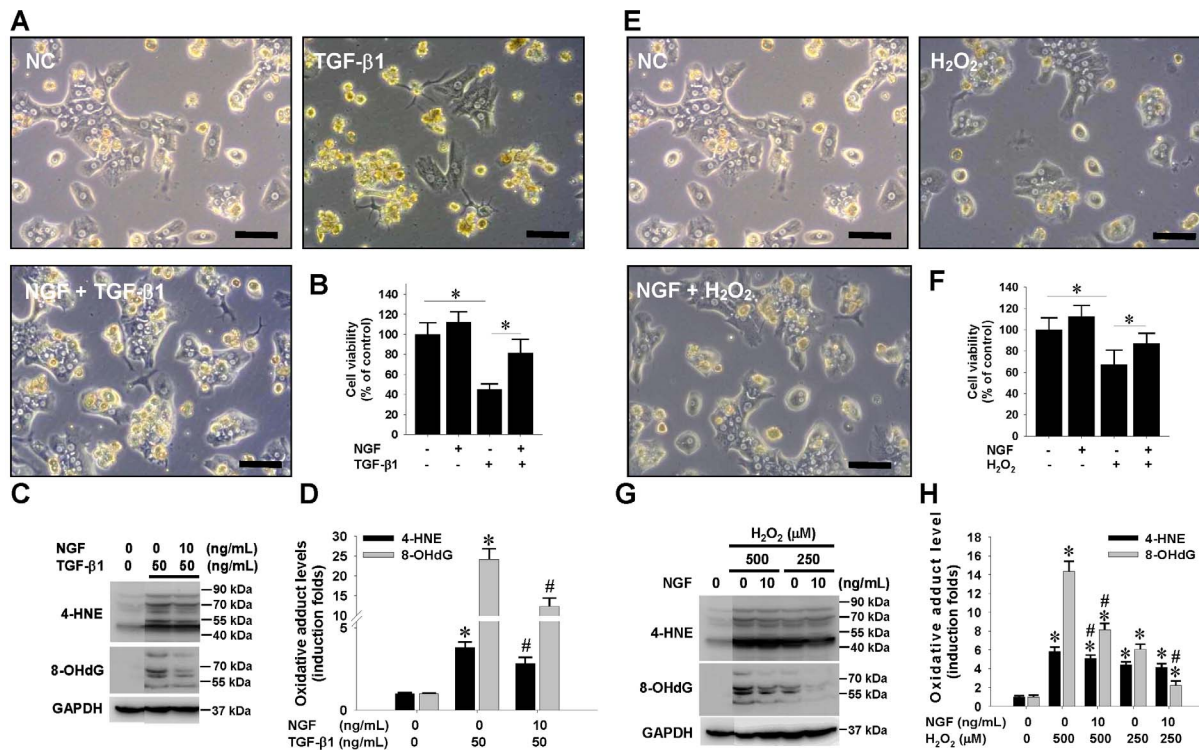 A
NC
TGF-β1
NGF + TGF-β1
B
Cell viability
(% of control)
140
120
100
80
60
40
20
0
*
*
NGF - + - +
TGF-β1 - - + +
C
NGF 0 0 10 (ng/mL)
TGF-β1 0 50 50 (ng/mL)
4-HNE
90 kDa
70 kDa
55 kDa
40 kDa
8-OHdG
70 kDa
55 kDa
GAPDH
37 kDa
D
Oxidative adduct levels
(induction folds)
30
25
20
15
10
5
0
4-HNE
8-OHdG
* * # #
NGF (ng/mL) 0 0 10
TGF-β1 (ng/mL) 0 50 50
E
NC
H₂O₂
NGF + H₂O₂
F
Cell viability
(% of control)
140
120
100
80
60
40
20
0
*
*
NGF - + - +
H₂O₂ - - + +
G
H₂O₂ (μM)
500 250
NGF 0 0 10 0 10 (ng/mL)
4-HNE
90 kDa
70 kDa
55 kDa
40 kDa
8-OHdG
70 kDa
55 kDa
GAPDH
37 kDa
H
Oxidative adduct level
(induction folds)
18
16
14
12
10
8
6
4
2
0
4-HNE
8-OHdG
* * # * # * * * * # *
NGF (ng/mL) 0 0 10 0 10
H₂O₂ (μM) 0 500 500 250 250